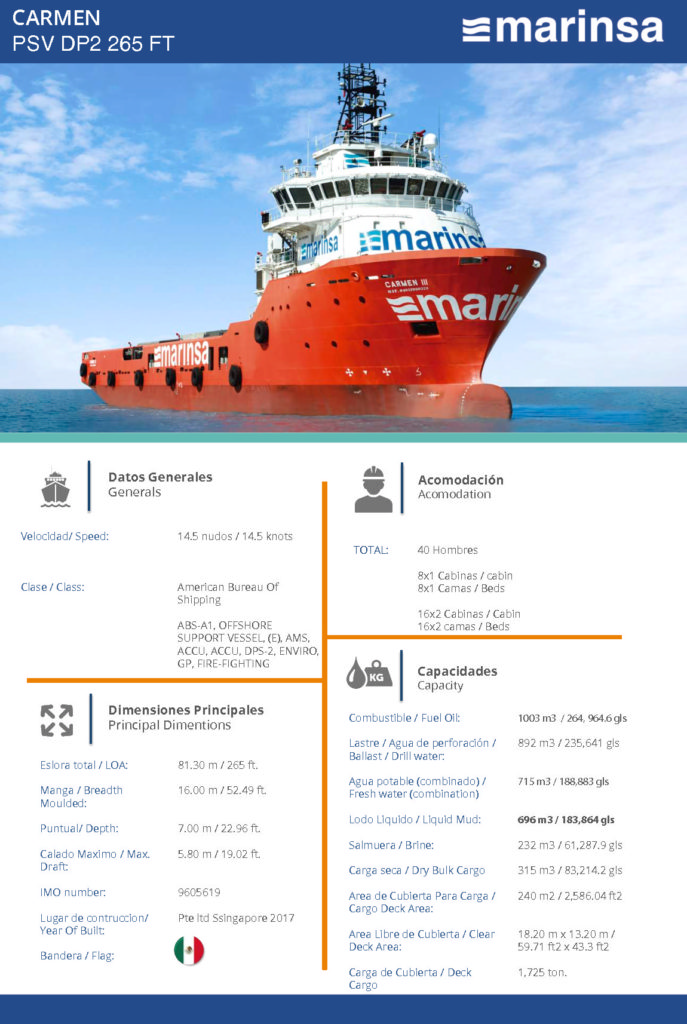 CARMEN
PSV DP2 265 FT
marinsa
marinsa
marinsa
CARMEN III
marin
marinsa
Datos Generales
Generals
Velocidad/ Speed:
14.5 nudos / 14.5 knots
Clase / Class:
American Bureau Of
Shipping
ABS-A1, OFFSHORE
SUPPORT VESSEL, (E), AMS,
ACCU, ACCU, DPS-2, ENVIRO,
GP, FIRE-FIGHTING
Dimensiones Principales
Principal Dimentions
Eslora total / LOA:
81.30 m / 265 ft.
Manga / Breadth
Moulded:
16.00 m / 52.49 ft.
Puntual/ Depth:
7.00 m / 22.96 ft.
Calado Maximo / Max.
Draft:
5.80 m / 19.02 ft.
IMO number:
9605619
Lugar de contruccion/
Year Of Built:
Pte ltd Ssingapore 2017
Bandera / Flag:
Acomodación
Acomodation
TOTAL:
40 Hombres
8x1 Cabinas / cabin
8x1 Camas / Beds
16x2 Cabinas / Cabin
16x2 camas / Beds
KG
Capacidades
Capacity
Combustible / Fuel Oil:
1003 m3 / 264, 964.6 gls
Lastre / Agua de perforación /
Ballast / Drill water:
892 m3 / 235,641 gls
Agua potable (combinado) /
Fresh water (combination)
715 m3 / 188,883 gls
Lodo Liquido / Liquid Mud:
696 m3 / 183,864 gls
Salmuera / Brine:
232 m3 / 61,287.9 gls
Carga seca / Dry Bulk Cargo
315 m3 / 83,214.2 gls
Area de Cubierta Para Carga /
Cargo Deck Area:
240 m2 / 2,586.04 ft2
Area Libre de Cubierta / Clear
Deck Area:
18.20 m x 13.20 m /
59.71 ft2 x 43.3 ft2
Carga de Cubierta / Deck
Cargo
1,725 ton.